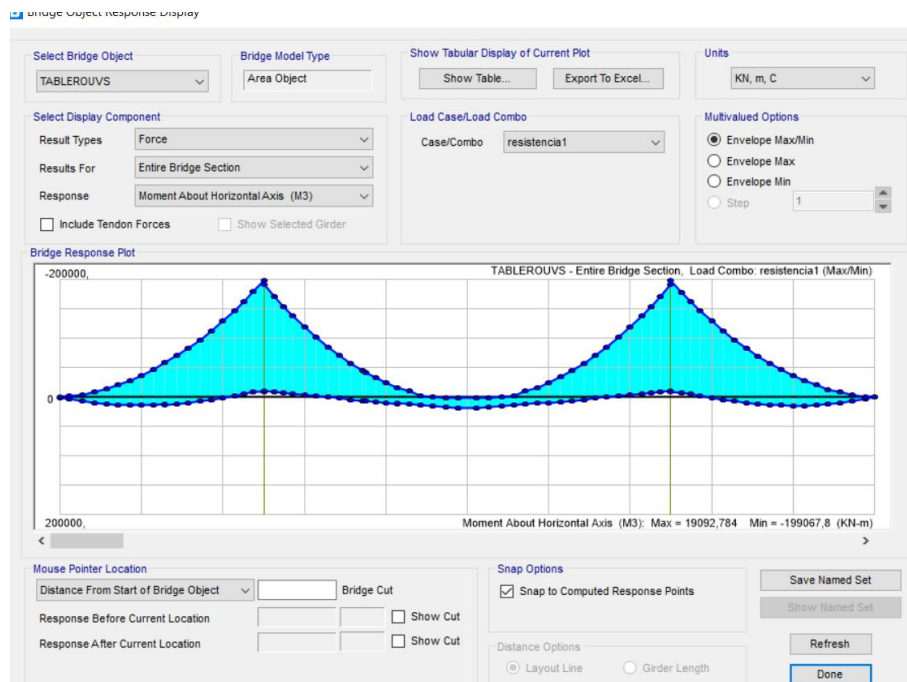 Bridge Object Response Display
Select Bridge Object
TABLEROUVS
Bridge Model Type
Area Object
Show Tabular Display of Current Plot
Show Table...
Export To Excel...
Units
KN, m, C
Select Display Component
Result Types
Force
Results For
Entire Bridge Section
Response
Moment About Horizontal Axis (M3)
Include Tendon Forces
Show Selected Girder
Load Case/Load Combo
Case/Combo
resistencia1
Multivalued Options
Envelope Max/Min
Envelope Max
Envelope Min
Step
1
Bridge Response Plot
-200000,
TABLEROUVS - Entire Bridge Section, Load Combo: resistencia1 (Max/Min)
0
200000,
Moment About Horizontal Axis (M3): Max = 19092,784 Min = -199067,8 (KN-m)
Mouse Pointer Location
Distance From Start of Bridge Object
Bridge Cut
Response Before Current Location
Show Cut
Response After Current Location
Show Cut
Snap Options
Snap to Computed Response Points
Distance Options
Layout Line
Girder Length
Save Named Set
Show Named Set
Refresh
Done